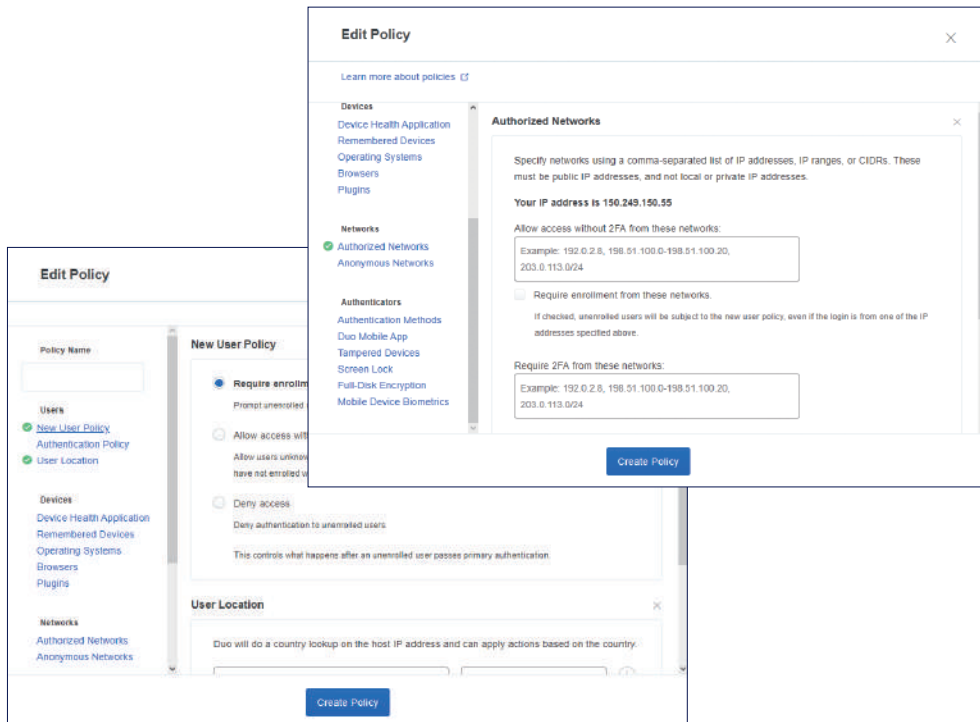 Edit Policy
Learn more about policies
Devices
Device Health Application
Remembered Devices
Operating Systems
Browsers
Plugins
Networks
Authorized Networks
Anonymous Networks
Authenticators
Authentication Methods
Duo Mobile App
Tampered Devices
Screen Lock
Full-Disk Encryption
Mobile Device Biometrics
Authorized Networks
Specify networks using a comma-separated list of IP addresses, IP ranges, or CIDRs. These
must be public IP addresses, and not local or private IP addresses.
Your IP address is 150.249.150.55
Allow access without 2FA from these networks:
Example: 192.0.2.8, 198.51.100.0-198.51.100.20,
203.0.113.0/24
Require enrollment from these networks.
If checked, unenrolled users will be subject to the new user policy, even if the login is from one of the IP
addresses specified above.
Require 2FA from these networks:
Example: 192.0.2.8, 198.51.100.0-198.51.100.20,
203.0.113.0/24
Create Policy
Edit Policy
Policy Name
Users
New User Policy
Authentication Policy
User Location
Devices
Device Health Application
Remembered Devices
Operating Systems
Browsers
Plugins
Networks
Authorized Networks
Anonymous Networks
New User Policy
Require
Prompt unenrolled
Allow access
Allow users
have not enrolled
Deny access
Deny authentication to unenrolled users
This controls what happens after an unenrolled user passes primary authentication.
User Location
Duo will do a country lookup on the host IP address and can apply actions based on the country.
Create Policy